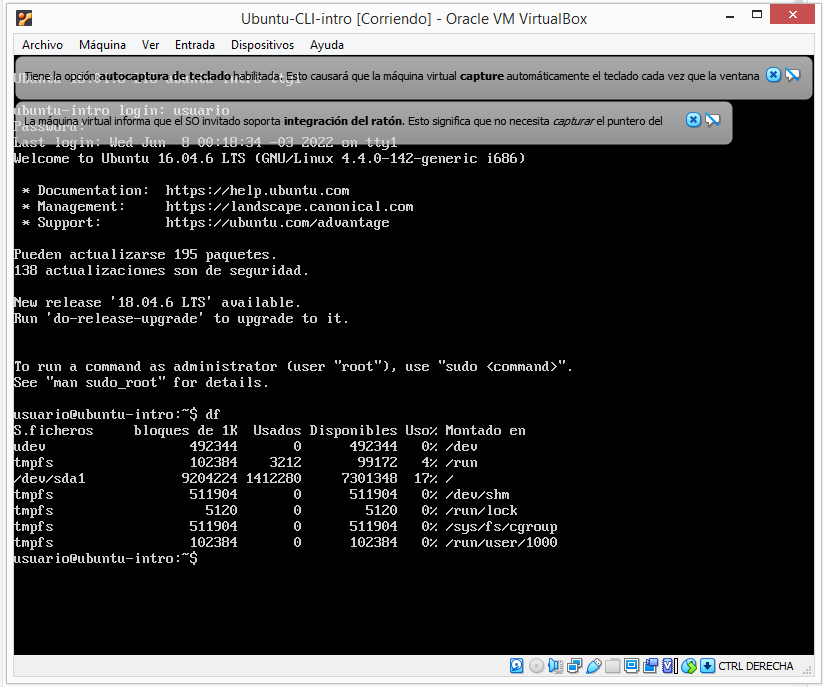 Ubuntu-CLI-intro [Corriendo] - Oracle VM VirtualBox
Archivo Máquina Ver Entrada Dispositivos Ayuda
Tiene la opción autocaptura de teclado habilitada. Esto causará que la máquina virtual capture automáticamente el teclado cada vez que la ventana
ubuntu-intro login: usuario
La máquina virtual informa que el SO invitado soporta integración del ratón. Esto significa que no necesita capturar el puntero del
Password:
Last login: Wed Jun  8 00:18:34 -03 2022 on tty1
Welcome to Ubuntu 16.04.6 LTS (GNU/Linux 4.4.0-142-generic i686)
* Documentation:  https://help.ubuntu.com
* Management:     https://landscape.canonical.com
* Support:        https://ubuntu.com/advantage
Pueden actualizarse 195 paquetes.
138 actualizaciones son de seguridad.
New release '18.04.6 LTS' available.
Run 'do-release-upgrade' to upgrade to it.
To run a command as administrator (user "root"), use "sudo <command>".
See "man sudo_root" for details.
usuario@ubuntu-intro:~$ df
S.ficheros     bloques de 1K  Usados Disponibles Uso% Montado en
udev                  492344       0      492344   0% /dev
tmpfs                 102384    3212       99172   4% /run
/dev/sda1            9204224 1412280     7301348  17% /
tmpfs                 511904       0      511904   0% /dev/shm
tmpfs                   5120       0        5120   0% /run/lock
tmpfs                 511904       0      511904   0% /sys/fs/cgroup
tmpfs                 102384       0      102384   0% /run/user/1000
usuario@ubuntu-intro:~$
CTRL DERECHA